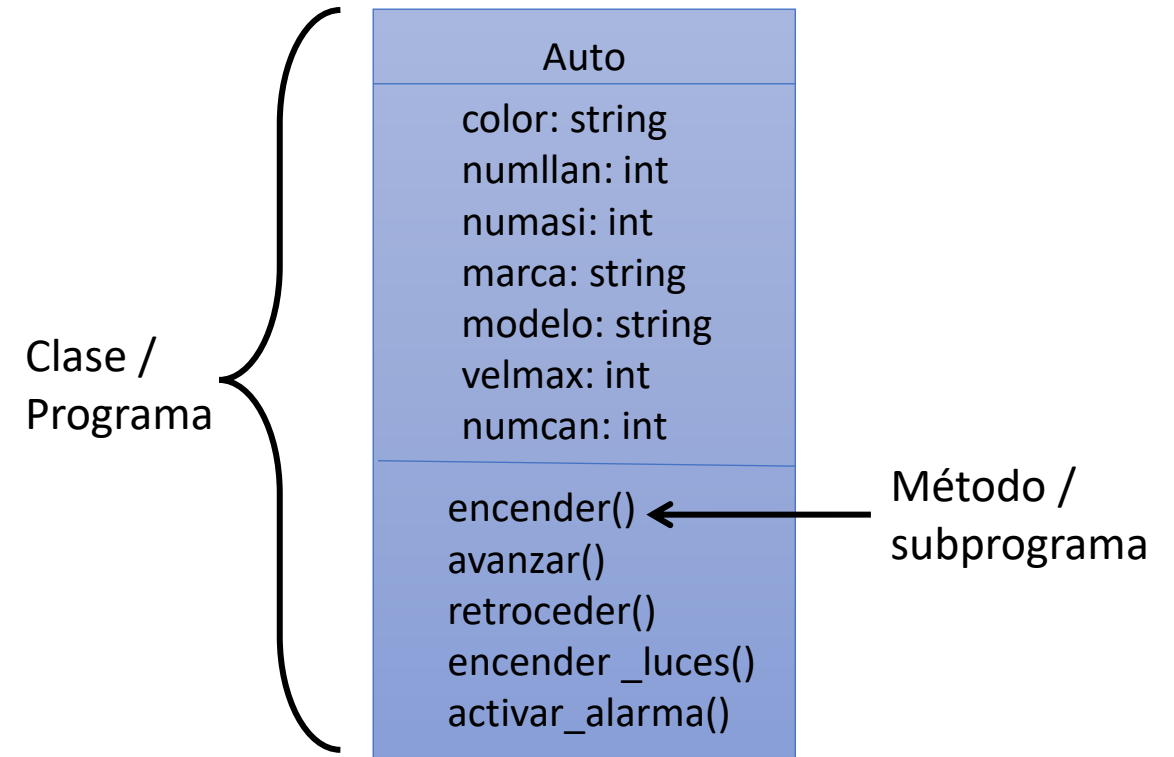 Auto
color: string
numllan: int
numasi: int
marca: string
modelo: string
velmax: int
numcan: int
Clase /
Programa
encender()
avanzar()
retroceder()
encender _luces()
activar_alarma()
Método /
subprograma